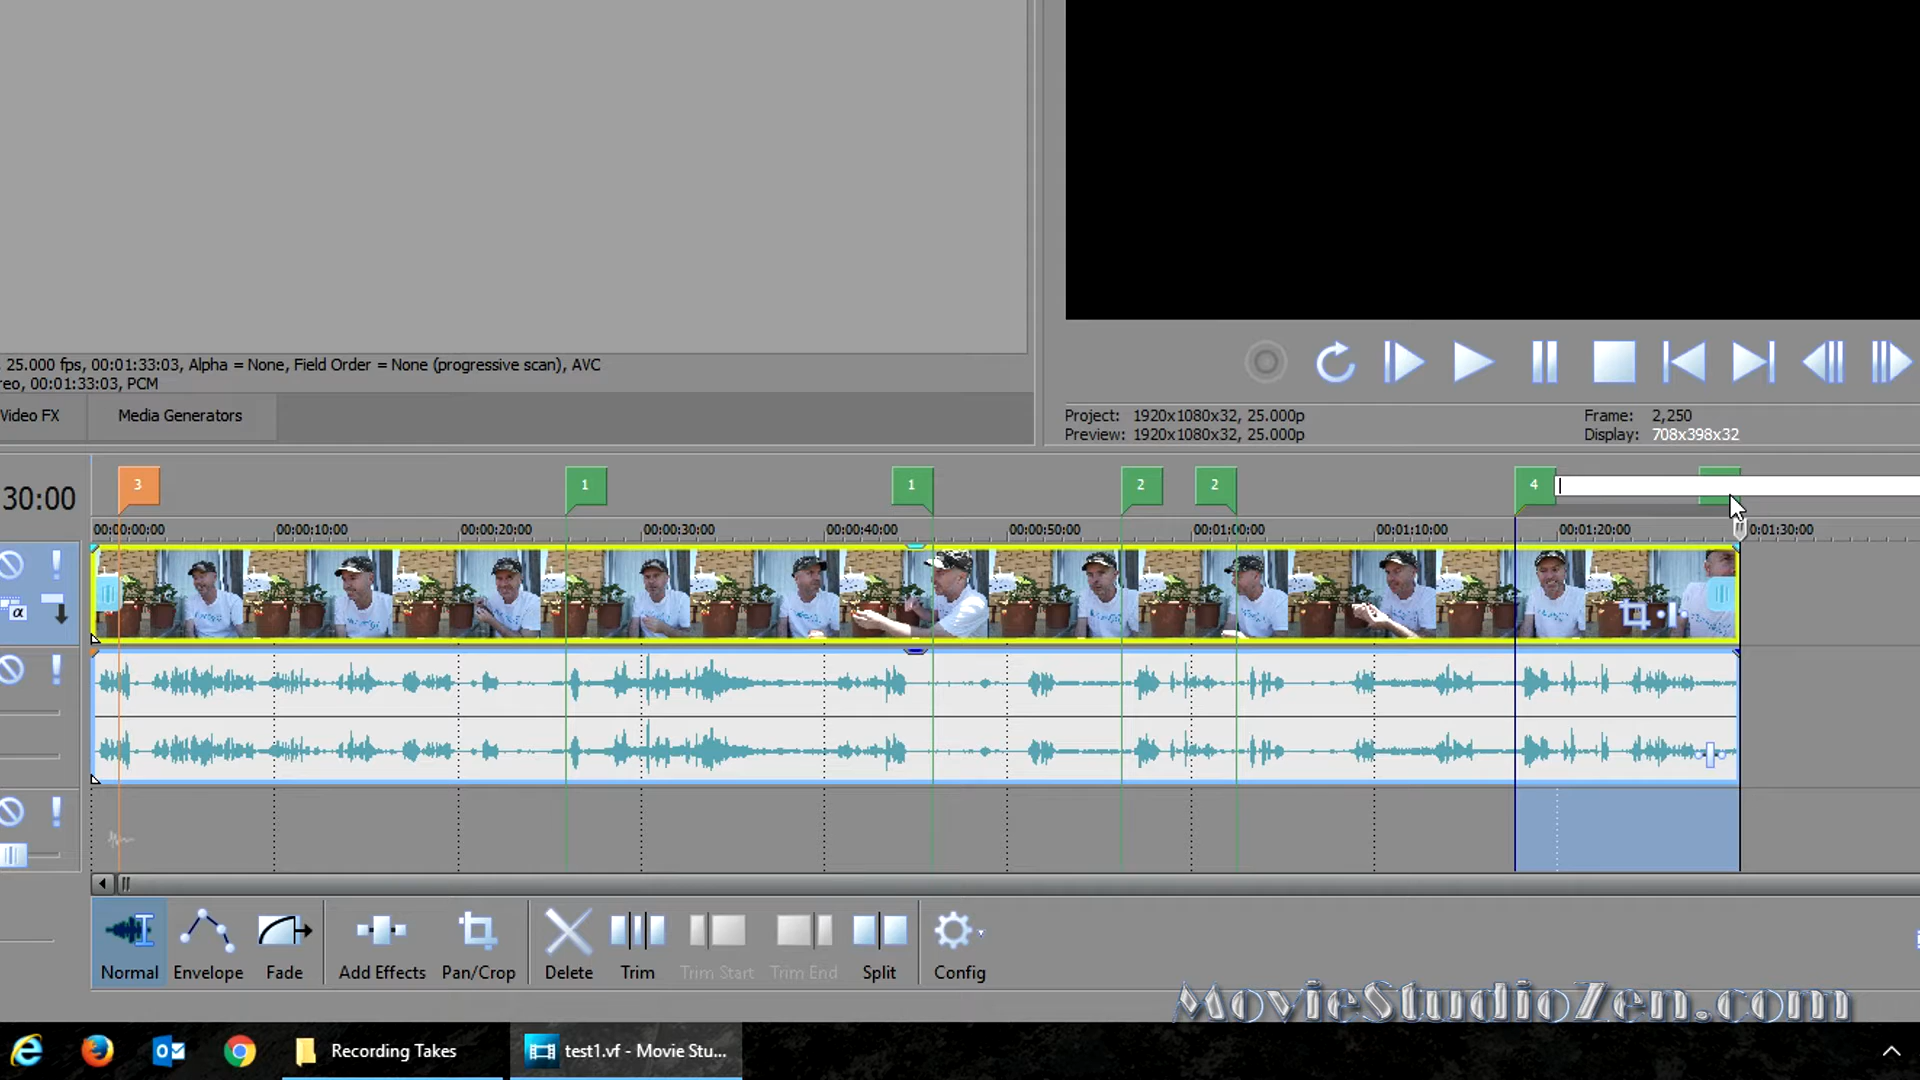 25.000 fps, 00:01:33:03, Alpha = None, Field Order = None (progressive scan), AVC
reo, 00:01:33:03, PCM
Video FX
Media Generators
Project: 1920x1080x32, 25.000p
Preview: 1920x1080x32, 25.000p
Frame: 2,250
Display: 708x398x32
30:00
3
1
1
2
2
4
00:00:00:00
00:00:10:00
00:00:20:00
00:00:30:00
00:00:40:00
00:00:50:00
00:01:00:00
00:01:10:00
00:01:20:00
00:01:30:00
α
Normal
Envelope
Fade
Add Effects
Pan/Crop
Delete
Trim
Trim Start
Trim End
Split
Config
MovieStudioZen.com
Recording Takes
test1.vf - Movie Stu...